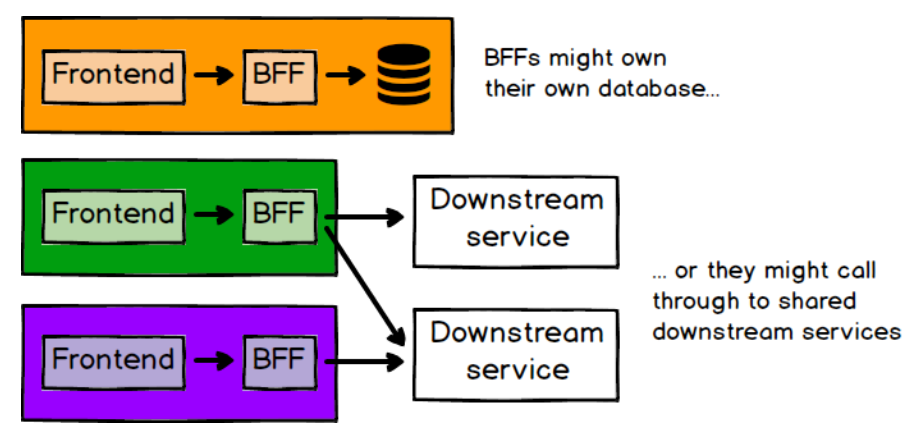 Frontend
BFF
BFFs might own
their own database...
Frontend
BFF
Downstream
service
... or they might call
through to shared
downstream services
Frontend
BFF
Downstream
service